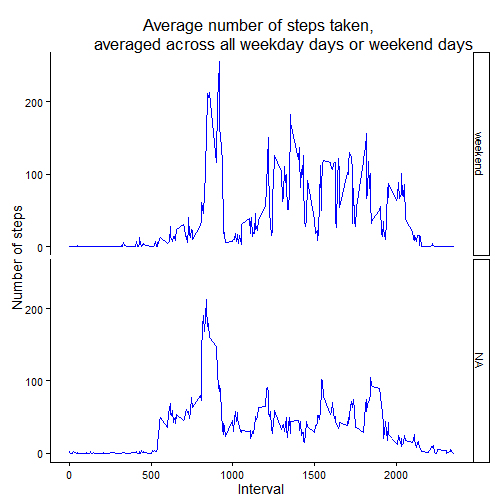 Average number of steps taken,
averaged across all weekday days or weekend days
Number of steps
200
100
0
weekend
200
100
0
NA
0 500 1000 1500 2000
Interval